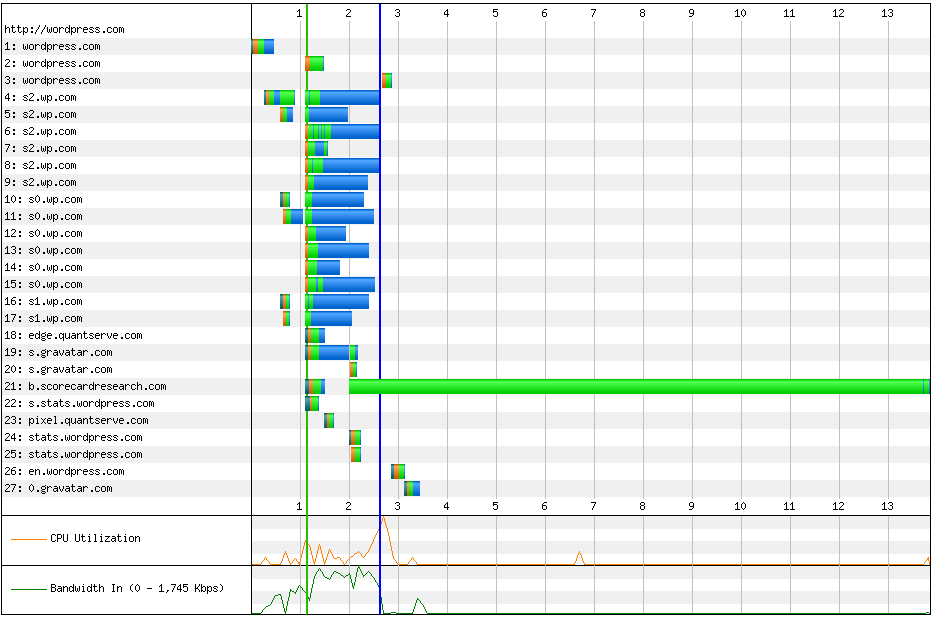 1 2 3 4 5 6 7 8 9 10 11 12 13
http://wordpress.com
1: wordpress.com
2: wordpress.com
3: wordpress.com
4: s2.wp.com
5: s2.wp.com
6: s2.wp.com
7: s2.wp.com
8: s2.wp.com
9: s2.wp.com
10: s0.wp.com
11: s0.wp.com
12: s0.wp.com
13: s0.wp.com
14: s0.wp.com
15: s0.wp.com
16: s1.wp.com
17: s1.wp.com
18: edge.quantserve.com
19: s.gravatar.com
20: s.gravatar.com
21: b.scorecardresearch.com
22: s.stats.wordpress.com
23: pixel.quantserve.com
24: stats.wordpress.com
25: stats.wordpress.com
26: en.wordpress.com
27: 0.gravatar.com
1 2 3 4 5 6 7 8 9 10 11 12 13
CPU Utilization
Bandwidth In (0 - 1,745 Kbps)